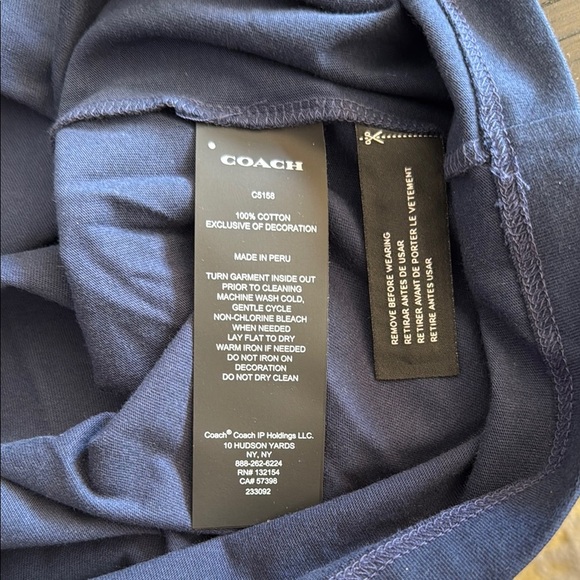 COACH
C5158
100% COTTON
EXCLUSIVE OF DECORATION
MADE IN PERU
TURN GARMENT INSIDE OUT
PRIOR TO CLEANING
MACHINE WASH COLD,
GENTLE CYCLE
NON-CHLORINE BLEACH
WHEN NEEDED
LAY FLAT TO DRY
WARM IRON IF NEEDED
DO NOT IRON ON
DECORATION
DO NOT DRY CLEAN
Coach® Coach IP Holdings LLC.
10 HUDSON YARDS
NY, NY
888-262-6224
RN# 132154
CA# 57398
233092
REMOVE BEFORE WEARING
RETIRAR ANTES DE USAR
RETIRER AVANT DE PORTER LE VETEMENT
RETIRE ANTES USAR